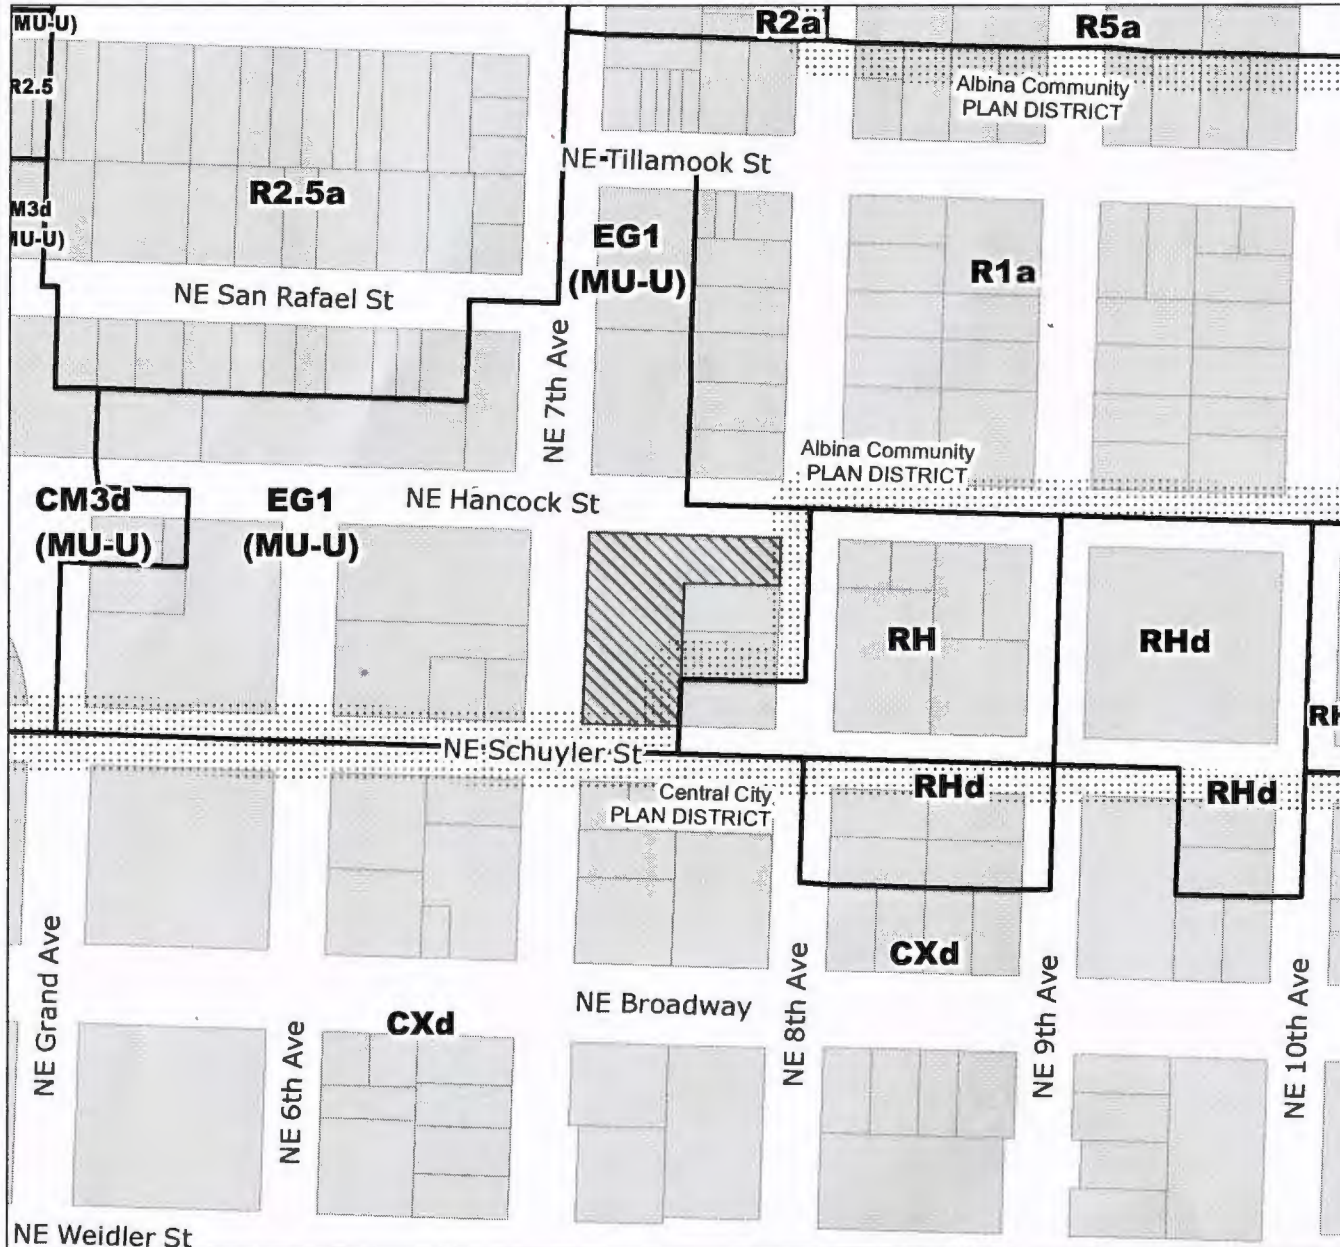 (MU-U)
R2a
R5a
R2.5
Albina Community
PLAN DISTRICT
NE Tillamook St
R2.5a
M3d
MU-U)
EG1
(MU-U)
R1a
NE San Rafael St
NE 7th Ave
Albina Community
PLAN DISTRICT
CM3d
(MU-U)
EG1
(MU-U)
NE Hancock St
RH
RHd
RH
NE Schuyler St
Central City
PLAN DISTRICT
RHd
RHd
NE Grand Ave
NE 6th Ave
CXd
NE Broadway
NE 8th Ave
CXd
NE 9th Ave
NE 10th Ave
NE Weidler St